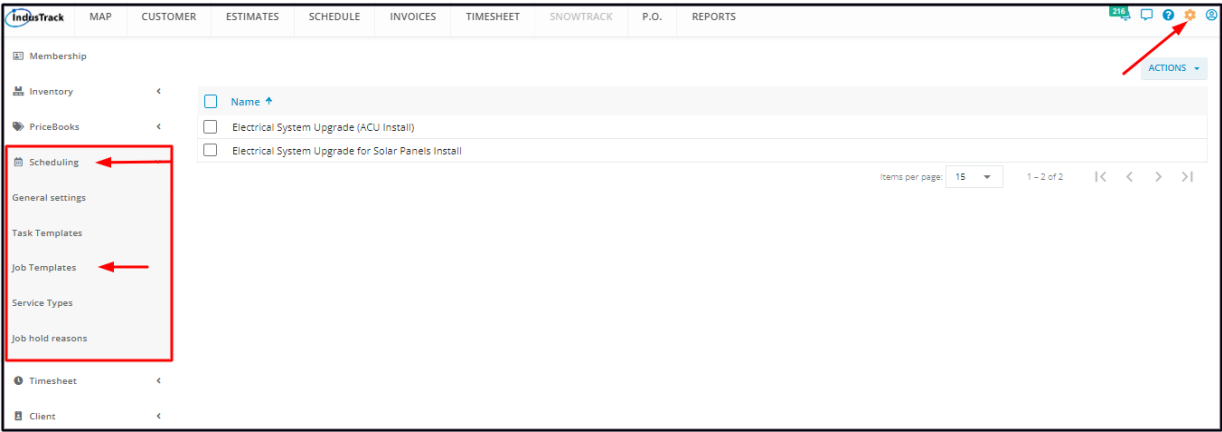 IndusTrack MAP CUSTOMER ESTIMATES SCHEDULE INVOICES TIMESHEET SNOWTRACK P.O. REPORTS 216
Membership
ACTIONS
Inventory
Name
PriceBooks
Electrical System Upgrade (ACU Install)
Electrical System Upgrade for Solar Panels Install
Scheduling
Items per page: 15 1 – 2 of 2
General settings
Task Templates
Job Templates
Service Types
Job hold reasons
Timesheet
Client